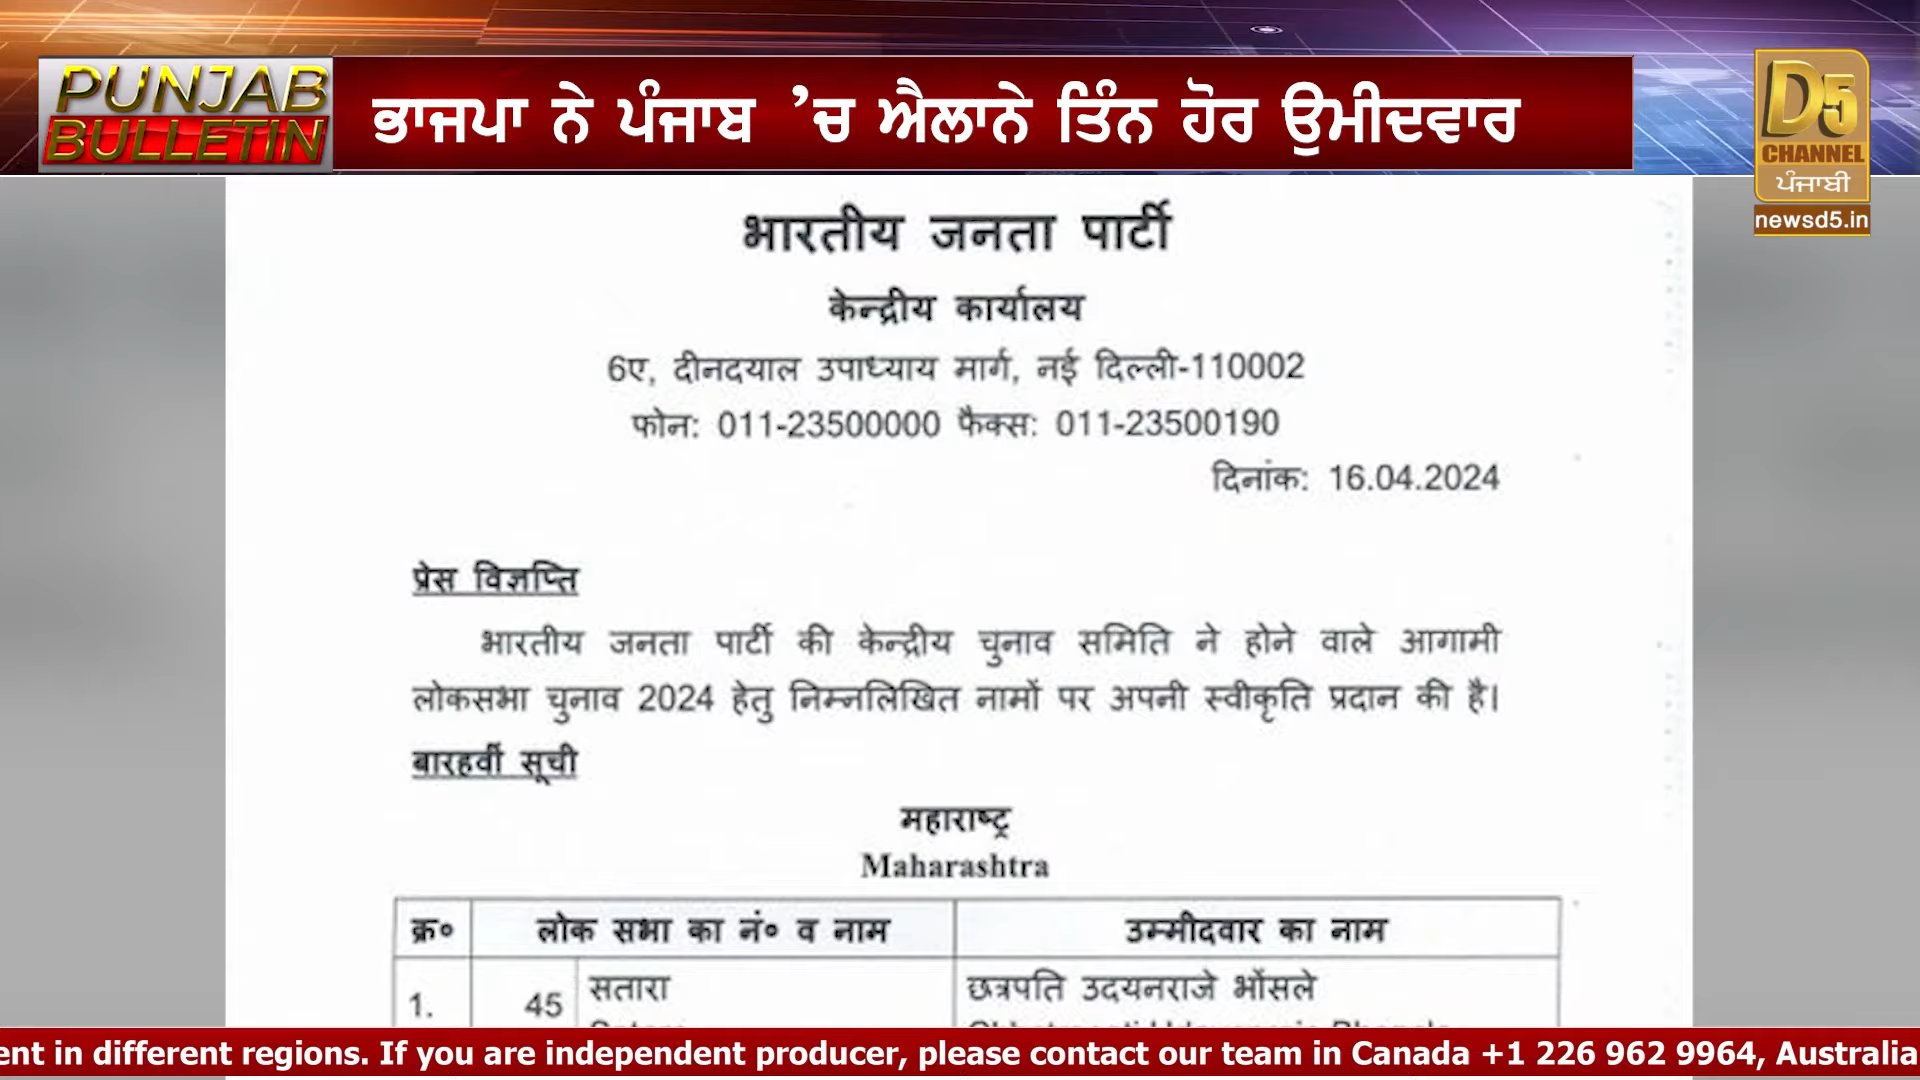 PUNJAB
BULLETIN
ਭਾਜਪਾ ਨੇ ਪੰਜਾਬ ’ਚ ਐਲਾਨੇ ਤਿੰਨ ਹੋਰ ਉਮੀਦਵਾਰ
D5
CHANNEL
ਪੰਜਾਬੀ
newsd5.in
भारतीय जनता पार्टी
केन्द्रीय कार्यालय
6ए, दीनदयाल उपाध्याय मार्ग, नई दिल्ली-110002
फोन: 011-23500000 फैक्स: 011-23500190
दिनांक: 16.04.2024
प्रेस विज्ञप्ति
भारतीय जनता पार्टी की केन्द्रीय चुनाव समिति ने होने वाले आगामी
लोकसभा चुनाव 2024 हेतु निम्नलिखित नामों पर अपनी स्वीकृति प्रदान की है।
बारहवीं सूची
महाराष्ट्र
Maharashtra
क्र० लोक सभा का नं० व नाम उम्मीदवार का नाम
1. 45 सतारा छत्रपति उदयनराजे भोंसले
ent in different regions. If you are independent producer, please contact our team in Canada +1 226 962 9964, Australia